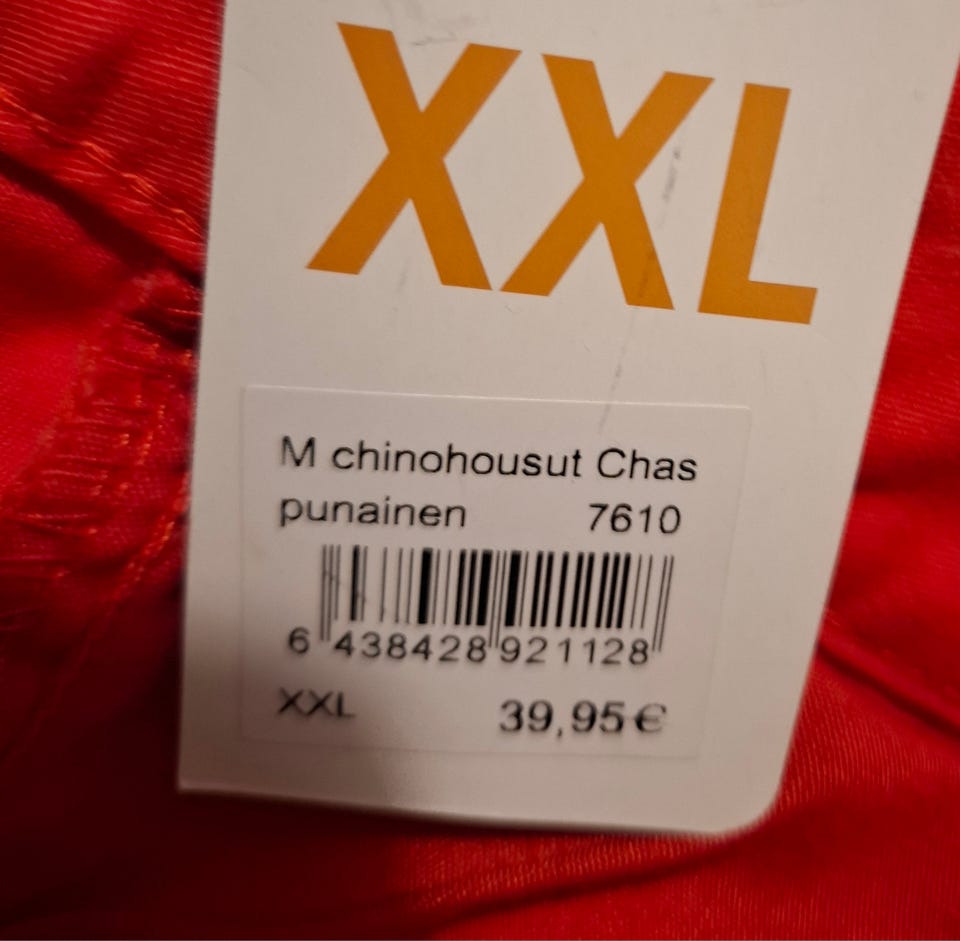 XXL
M chinohousut Chas
punainen 7610
6 438428 921128
XXL 39,95€